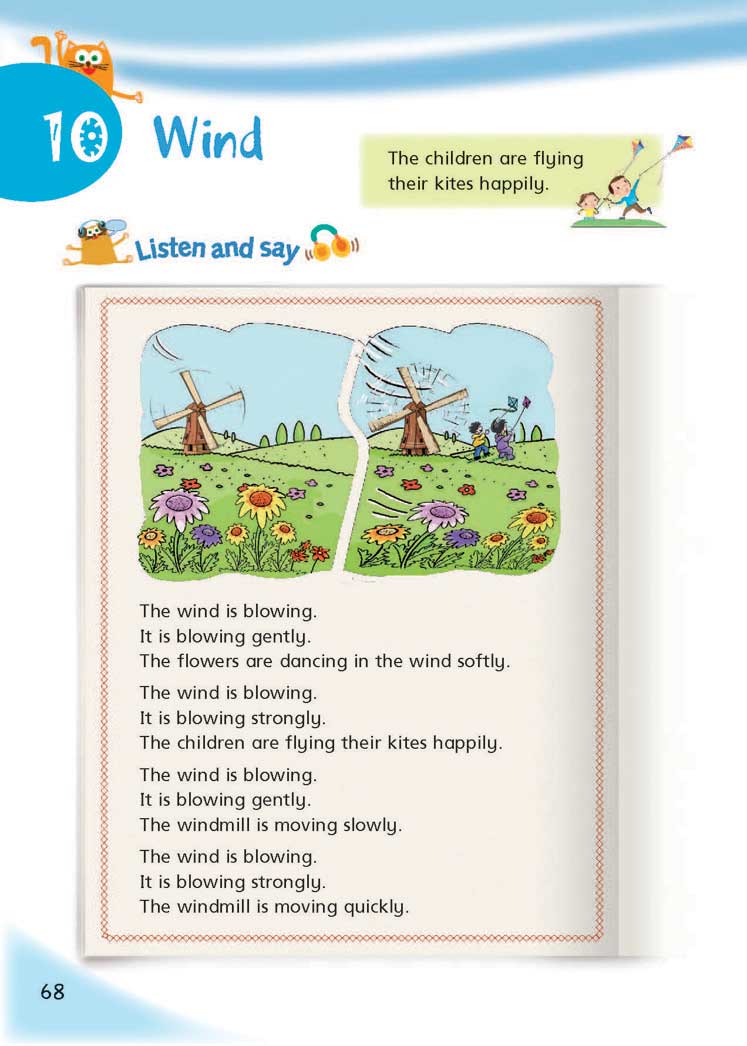 10 Wind
The children are flying
their kites happily.
Listen and say
The wind is blowing.
It is blowing gently.
The flowers are dancing in the wind softly.
The wind is blowing.
It is blowing strongly.
The children are flying their kites happily.
The wind is blowing.
It is blowing gently.
The windmill is moving slowly.
The wind is blowing.
It is blowing strongly.
The windmill is moving quickly.
68